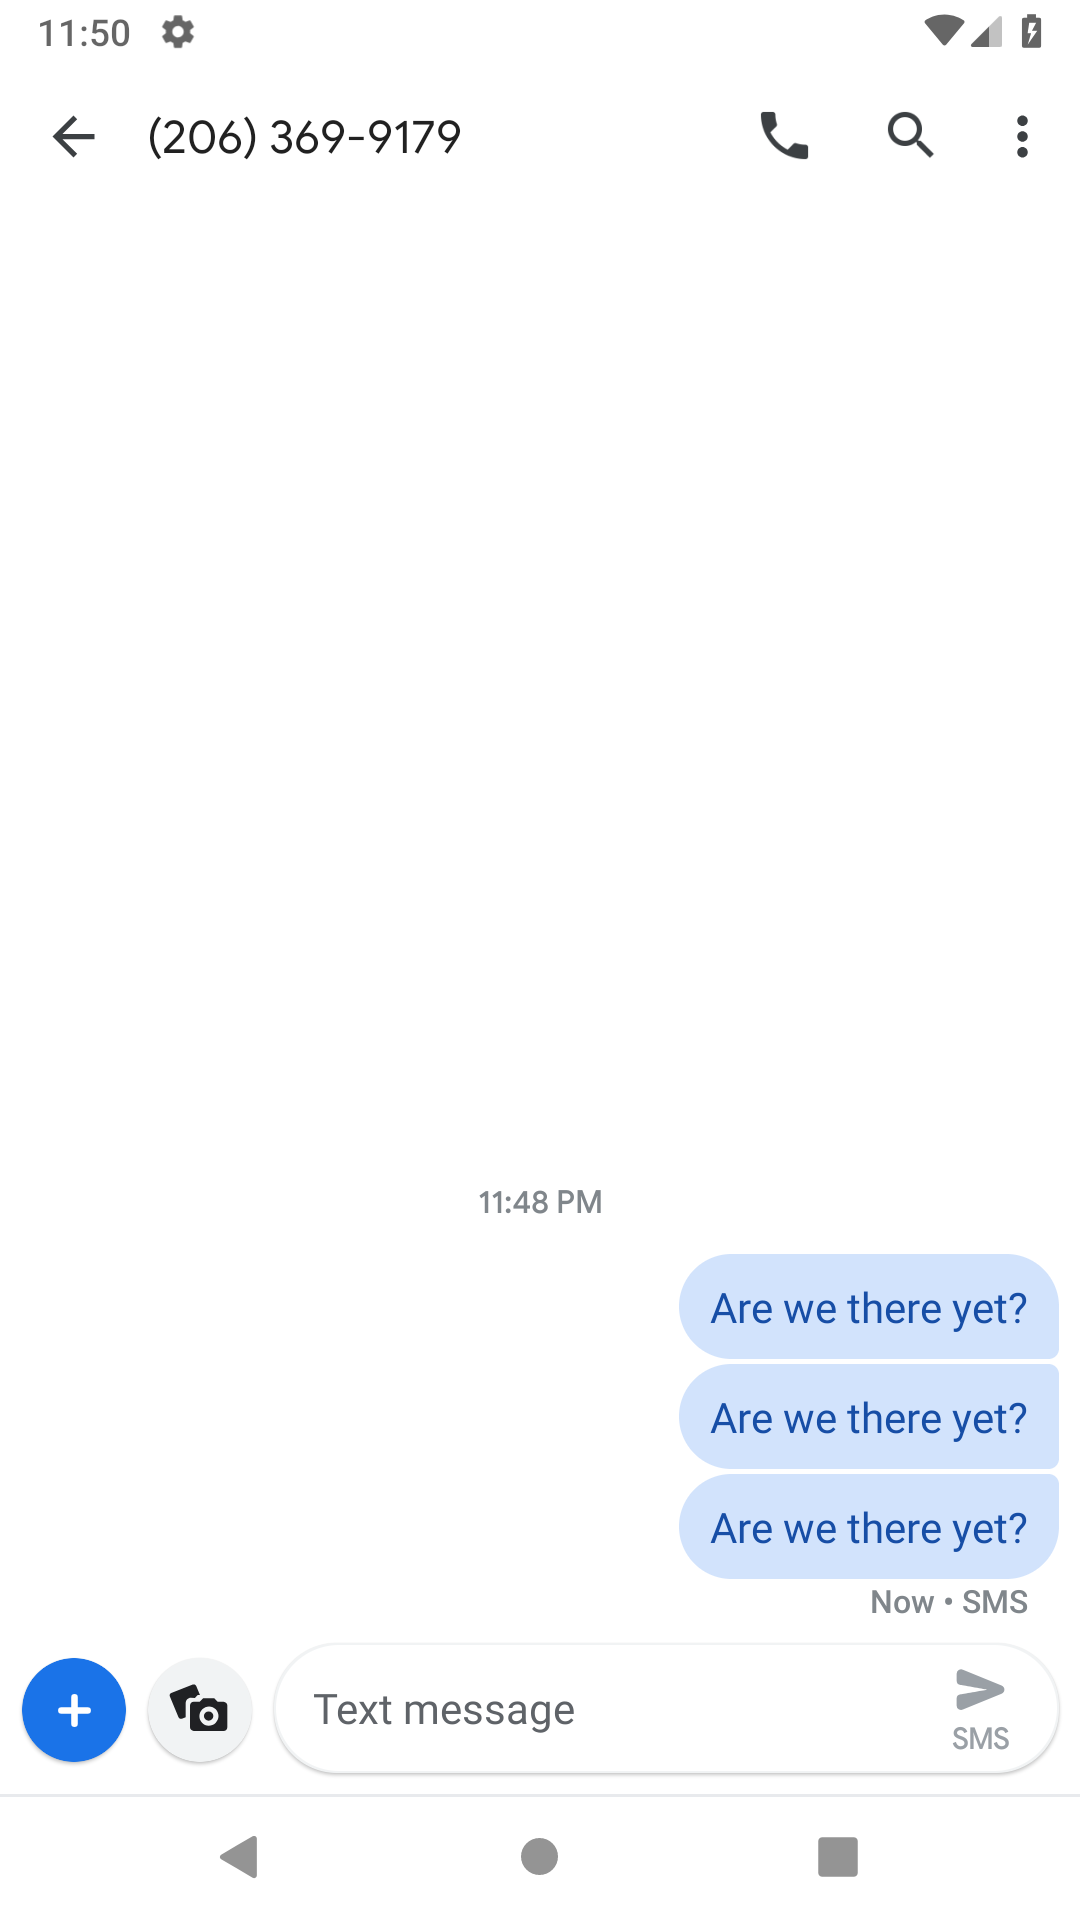 11:50
(206) 369-9179
11:48 PM
Are we there yet?
Are we there yet?
Are we there yet?
Now • SMS
Text message
SMS